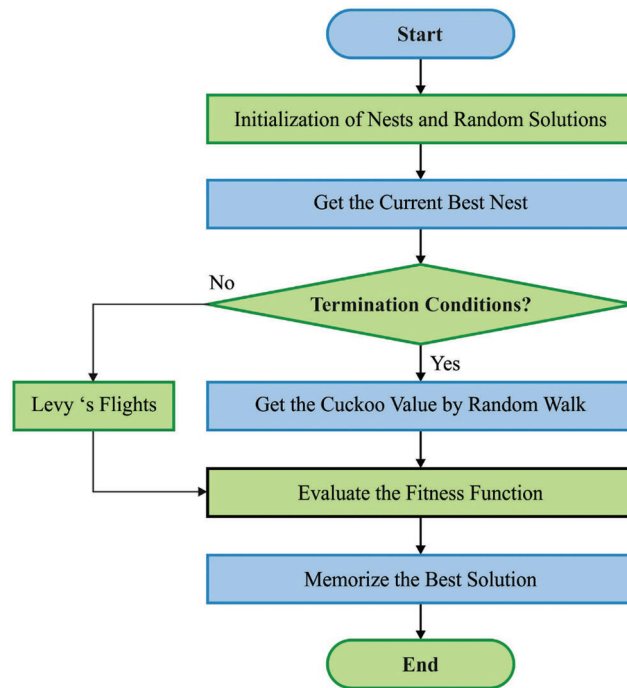 Start
Initialization of Nests and Random Solutions
Get the Current Best Nest
No
Termination Conditions?
Yes
Levy ‘s Flights
Get the Cuckoo Value by Random Walk
Evaluate the Fitness Function
Memorize the Best Solution
End